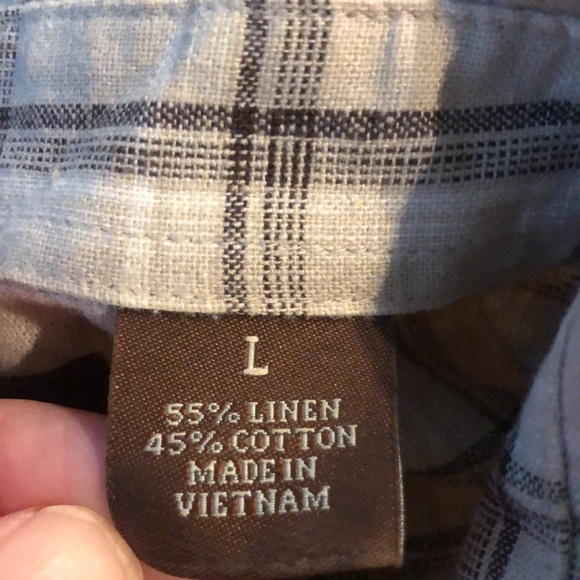 L
55% LINEN
45% COTTON
MADE IN
VIETNAM